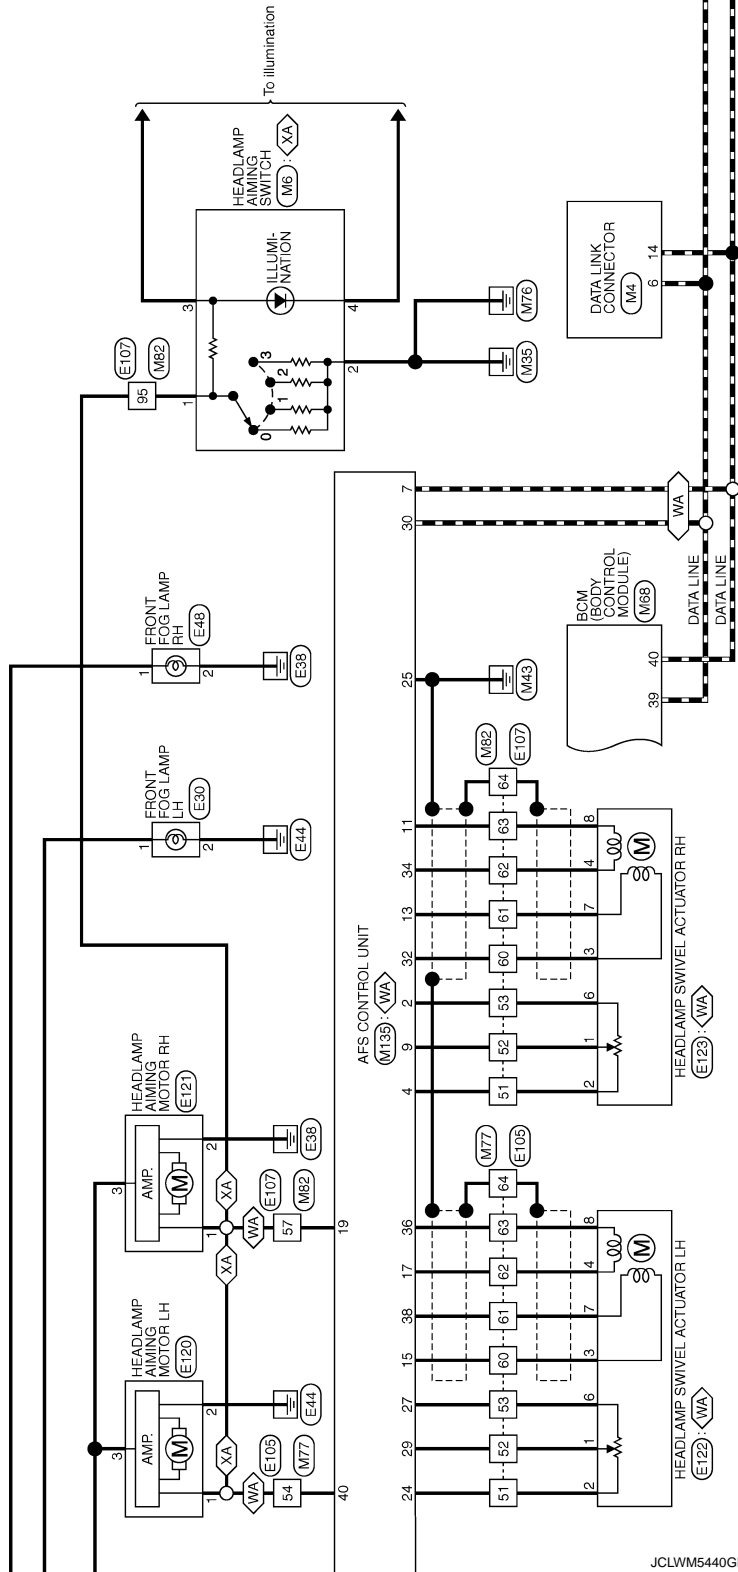 To illumination
HEADLAMP
AIMING
SWITCH
M6 : XA
ILLUMI-
NATION
3
4
1
2
0
1
2
3
E107
M82
95
M76
M35
DATA LINK
CONNECTOR
M4
14
6
7
30
WA
BCM
(BODY
CONTROL
MODULE)
M68
DATA LINE
DATA LINE
40
39
FRONT
FOG LAMP
RH
E48
1
2
E38
FRONT
FOG LAMP
LH
E30
1
2
E44
25
M43
M82
E107
64
11
63
8
34
62
4
13
61
7
32
60
3
2
53
6
9
52
1
4
51
2
M
HEADLAMP SWIVEL ACTUATOR RH
E123 : WA
AFS CONTROL UNIT
M135 : WA
HEADLAMP
AIMING
MOTOR RH
E121
AMP.
M
3
2
1
E38
XA
XA
WA
E107
M82
57
19
HEADLAMP
AIMING
MOTOR LH
E120
AMP.
M
3
2
1
E44
XA
WA
E105
M77
54
40
M77
E105
64
36
63
8
17
62
4
38
61
7
15
60
3
27
53
6
29
52
1
24
51
2
M
HEADLAMP SWIVEL ACTUATOR LH
E122 : WA